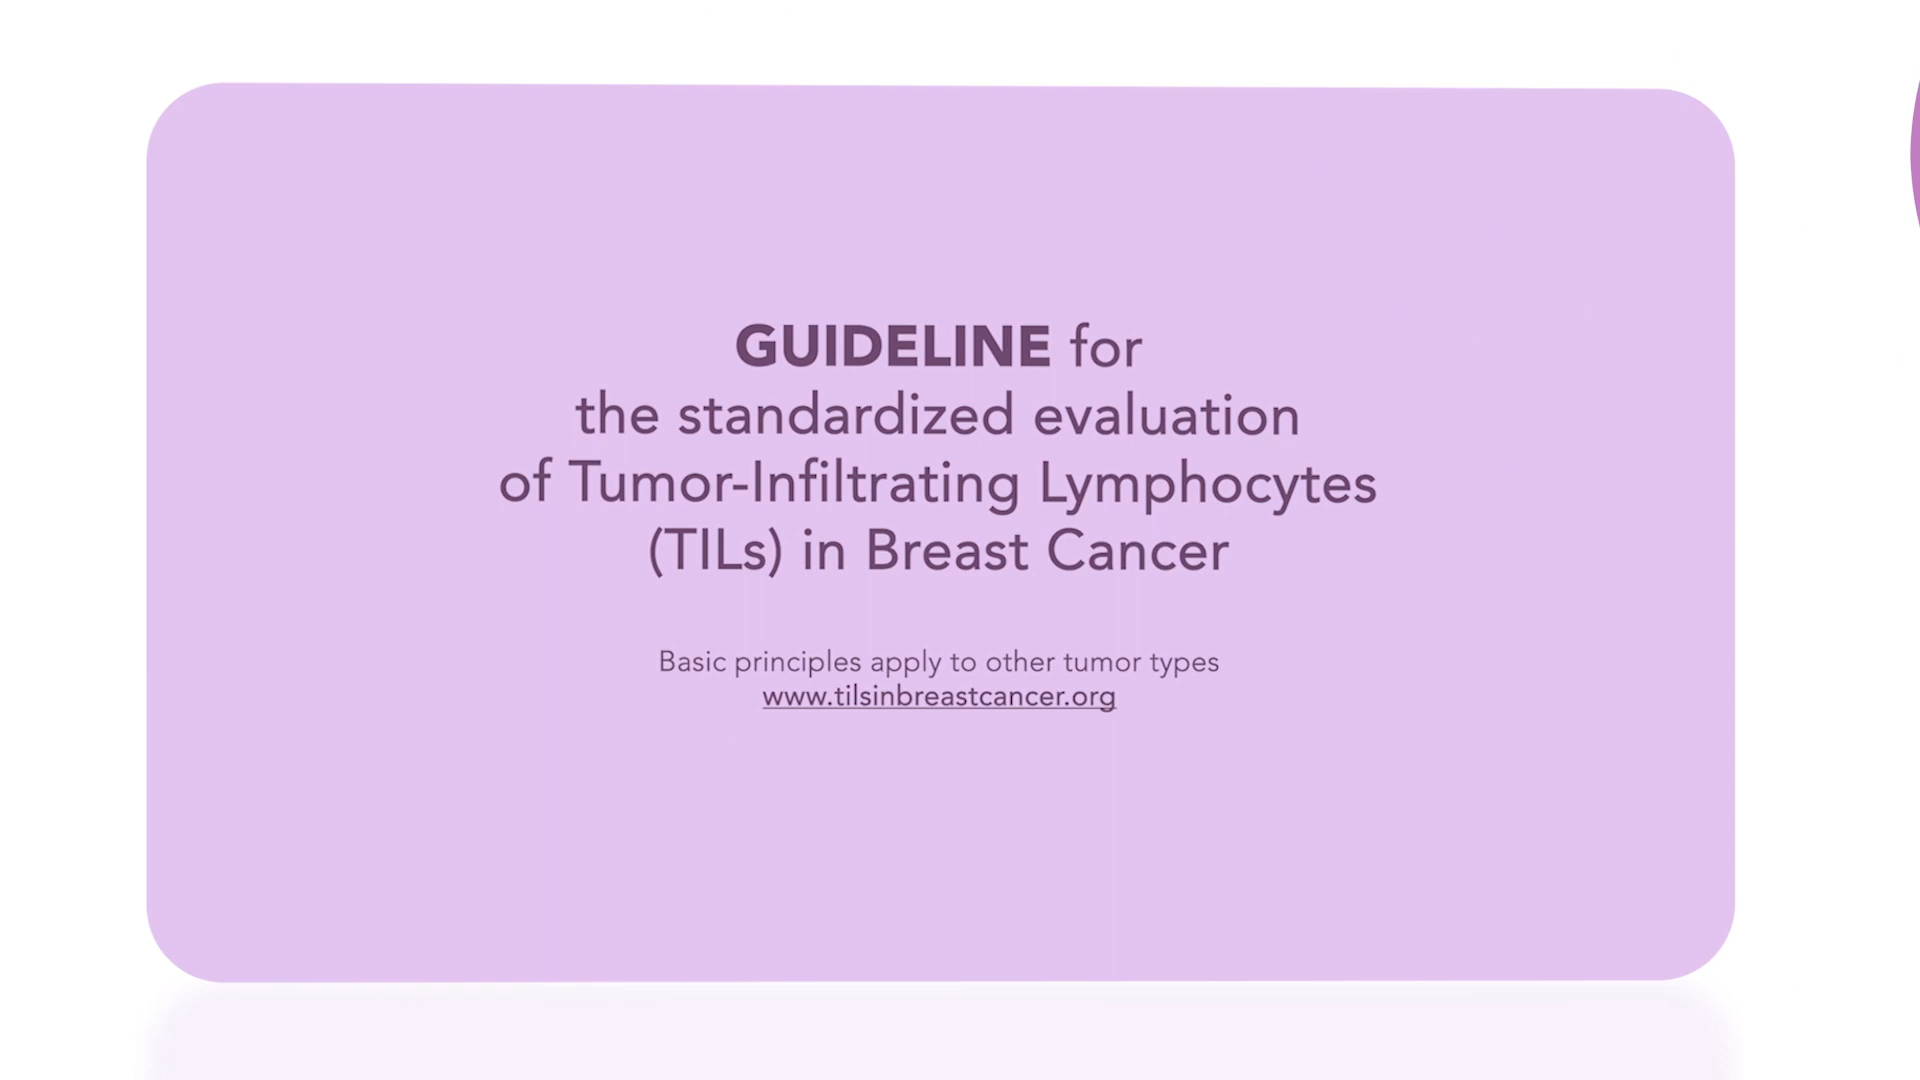 GUIDELINE for
the standardized evaluation
of Tumor-Infiltrating Lymphocytes
(TILs) in Breast Cancer
Basic principles apply to other tumor types
www.tilsinbreastcancer.org